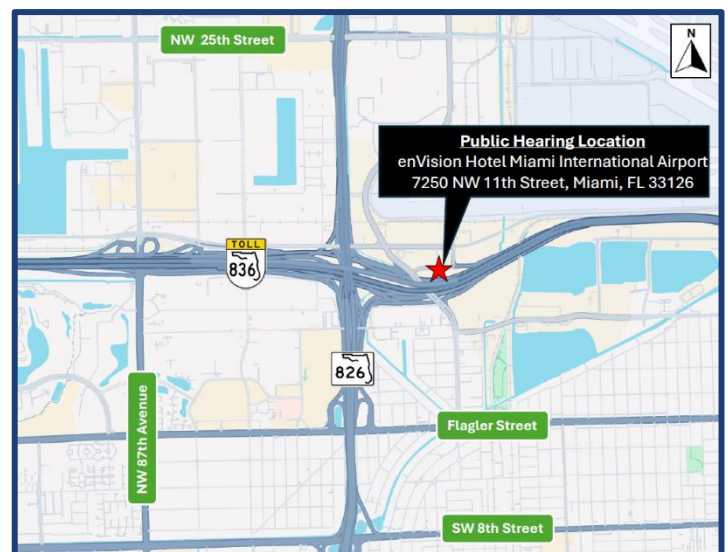 NW 25th Street
N
Public Hearing Location
enVision Hotel Miami International Airport
7250 NW 11th Street, Miami, FL 33126
TOLL
836
826
NW 87th Avenue
Flagler Street
SW 8th Street